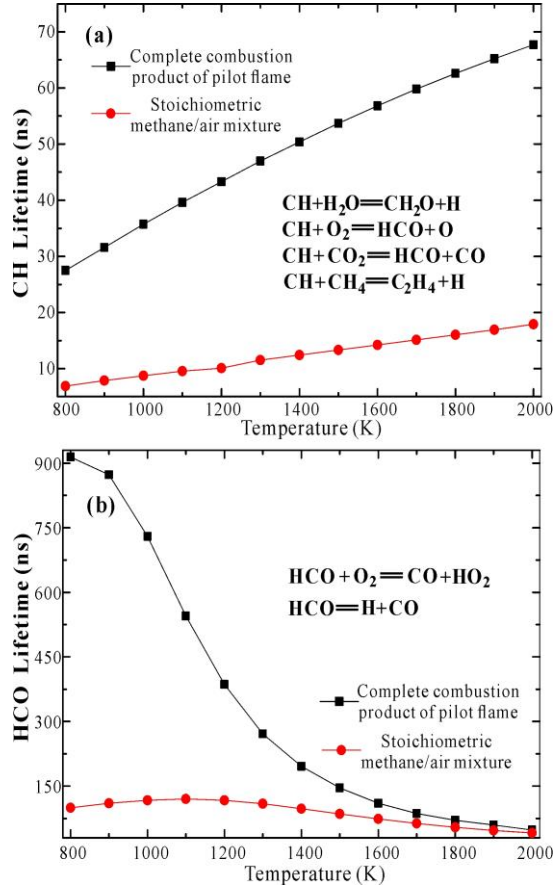 (a)
Complete combustion
product of pilot flame
Stoichiometric
methane/air mixture
CH+H₂O═CH₂O+H
CH+O₂═HCO+O
CH+CO₂═HCO+CO
CH+CH₄═C₂H₄+H
CH Lifetime (ns)
70
60
50
40
30
20
10
800 1000 1200 1400 1600 1800 2000
Temperature (K)
(b)
HCO+O₂═CO+HO₂
HCO═H+CO
Complete combustion
product of pilot flame
Stoichiometric
methane/air mixture
HCO Lifetime (ns)
900
750
600
450
300
150
800 1000 1200 1400 1600 1800 2000
Temperature (K)